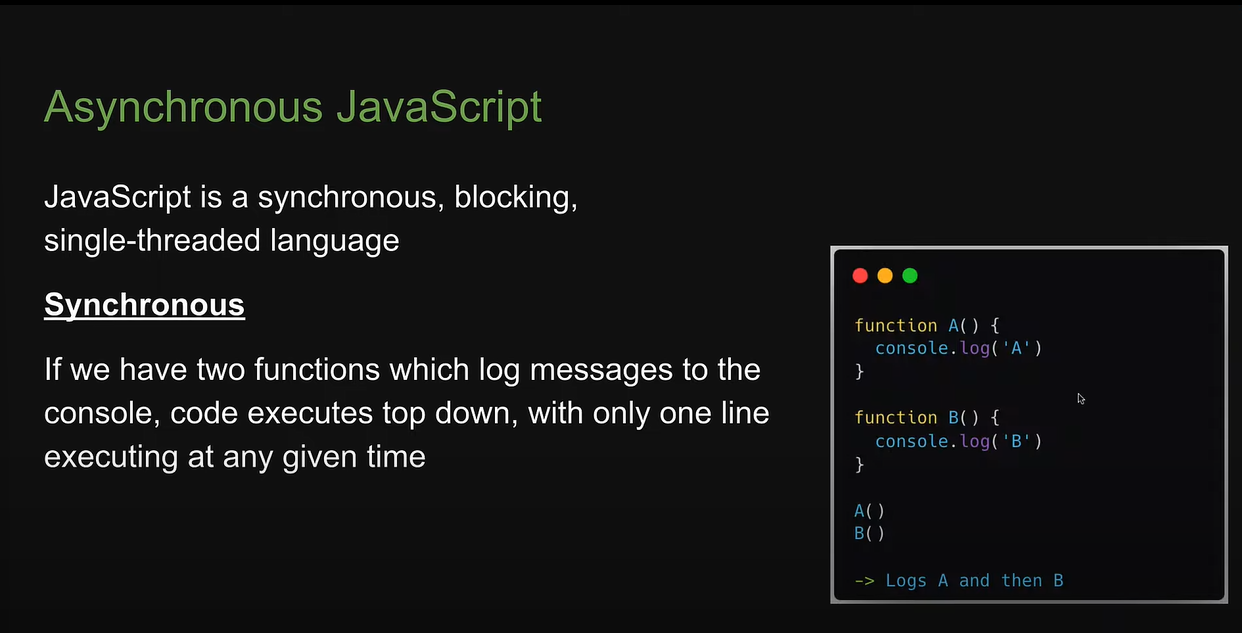 Asynchronous JavaScript
JavaScript is a synchronous, blocking,
single-threaded language
Synchronous
If we have two functions which log messages to the
console, code executes top down, with only one line
executing at any given time
function A() {
  console.log('A')
}
function B() {
  console.log('B')
}
A()
B()
-> Logs A and then B